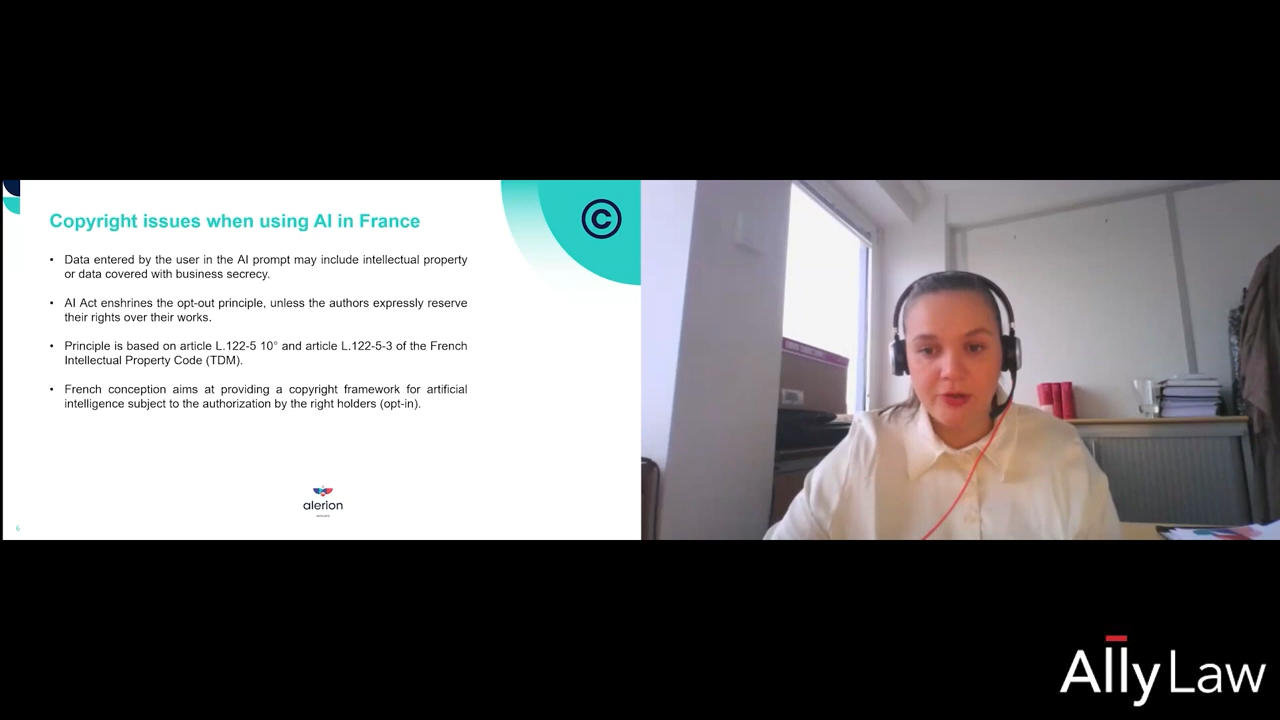 Copyright issues when using AI in France
©
• Data entered by the user in the AI prompt may include intellectual property
or data covered with business secrecy.
• AI Act enshrines the opt-out principle, unless the authors expressly reserve
their rights over their works.
• Principle is based on article L.122-5 10° and article L.122-5-3 of the French
Intellectual Property Code (TDM).
• French conception aims at providing a copyright framework for artificial
intelligence subject to the authorization by the right holders (opt-in).
alerion
6
Ally Law